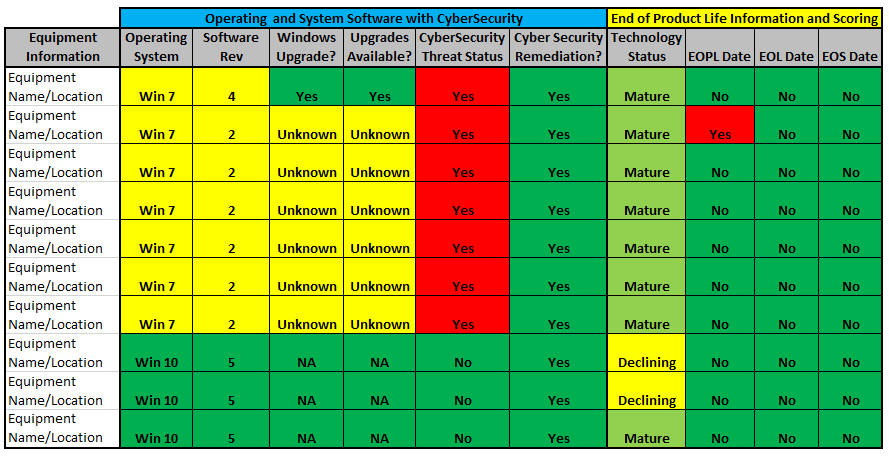 Operating  and System Software with CyberSecurity End of Product Life Information and Scoring
Equipment Operating Software Windows Upgrades CyberSecurity Cyber Security Technology
Information System Rev Upgrade? Available? Threat Status Remediation? Status EOPL Date EOL Date EOS Date
Equipment
Name/Location Win 7 4 Yes Yes Yes Yes Mature No No No
Equipment
Name/Location Win 7 2 Unknown Unknown Yes Yes Mature Yes No No
Equipment
Name/Location Win 7 2 Unknown Unknown Yes Yes Mature No No No
Equipment
Name/Location Win 7 2 Unknown Unknown Yes Yes Mature No No No
Equipment
Name/Location Win 7 2 Unknown Unknown Yes Yes Mature No No No
Equipment
Name/Location Win 7 2 Unknown Unknown Yes Yes Mature No No No
Equipment
Name/Location Win 7 2 Unknown Unknown Yes Yes Mature No No No
Equipment
Name/Location Win 10 5 NA NA No Yes Declining No No No
Equipment
Name/Location Win 10 5 NA NA No Yes Declining No No No
Equipment
Name/Location Win 10 5 NA NA No Yes Mature No No No